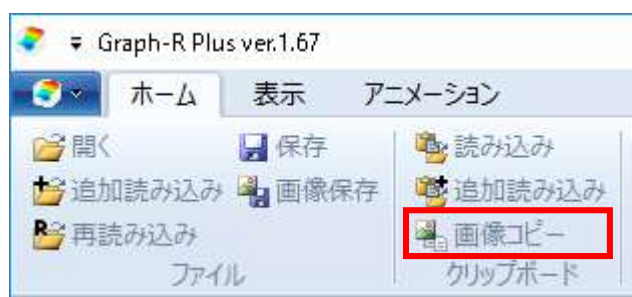 Graph-R Plus ver.1.67
ホーム 表示 アニメーション
開く 保存 読み込み
追加読み込み 画像保存 追加読み込み
再読み込み 画像コピー
ファイル クリップボード